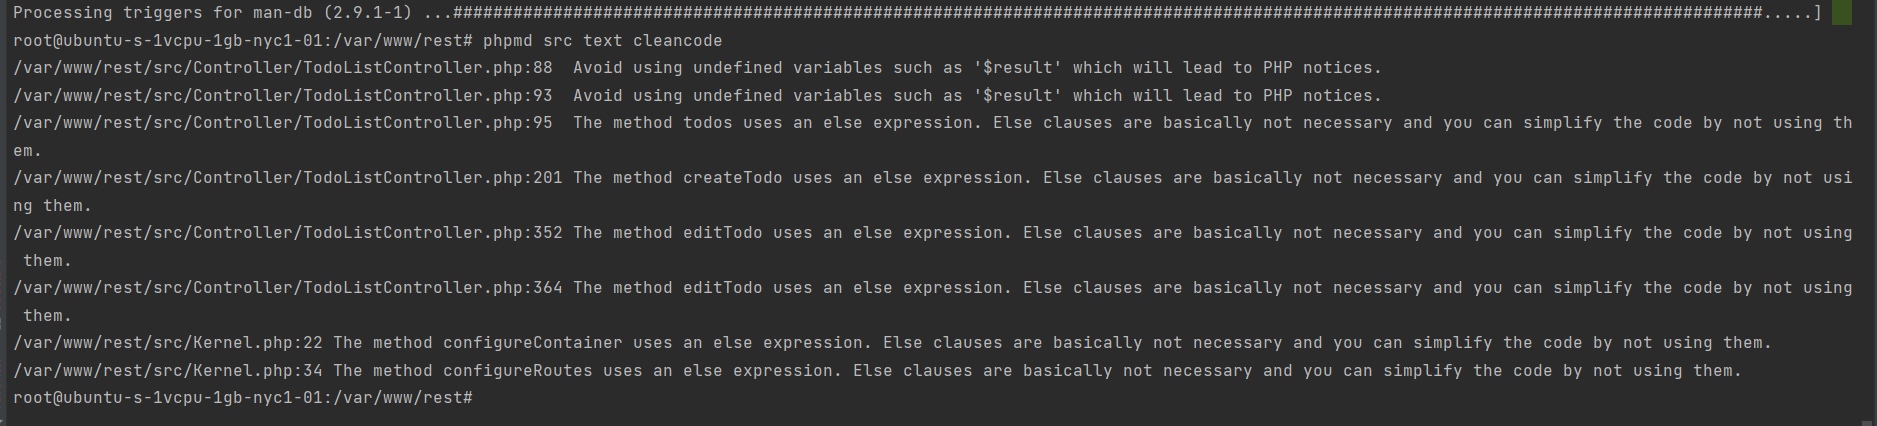 Processing triggers for man-db (2.9.1-1) ...###################################################################################################################################.....]
root@ubuntu-s-1vcpu-1gb-nyc1-01:/var/www/rest# phpmd src text cleancode
/var/www/rest/src/Controller/TodoListController.php:88  Avoid using undefined variables such as '$result' which will lead to PHP notices.
/var/www/rest/src/Controller/TodoListController.php:93  Avoid using undefined variables such as '$result' which will lead to PHP notices.
/var/www/rest/src/Controller/TodoListController.php:95  The method todos uses an else expression. Else clauses are basically not necessary and you can simplify the code by not using th
em.
/var/www/rest/src/Controller/TodoListController.php:201 The method createTodo uses an else expression. Else clauses are basically not necessary and you can simplify the code by not usi
ng them.
/var/www/rest/src/Controller/TodoListController.php:352 The method editTodo uses an else expression. Else clauses are basically not necessary and you can simplify the code by not using
 them.
/var/www/rest/src/Controller/TodoListController.php:364 The method editTodo uses an else expression. Else clauses are basically not necessary and you can simplify the code by not using
 them.
/var/www/rest/src/Kernel.php:22 The method configureContainer uses an else expression. Else clauses are basically not necessary and you can simplify the code by not using them.
/var/www/rest/src/Kernel.php:34 The method configureRoutes uses an else expression. Else clauses are basically not necessary and you can simplify the code by not using them.
root@ubuntu-s-1vcpu-1gb-nyc1-01:/var/www/rest#